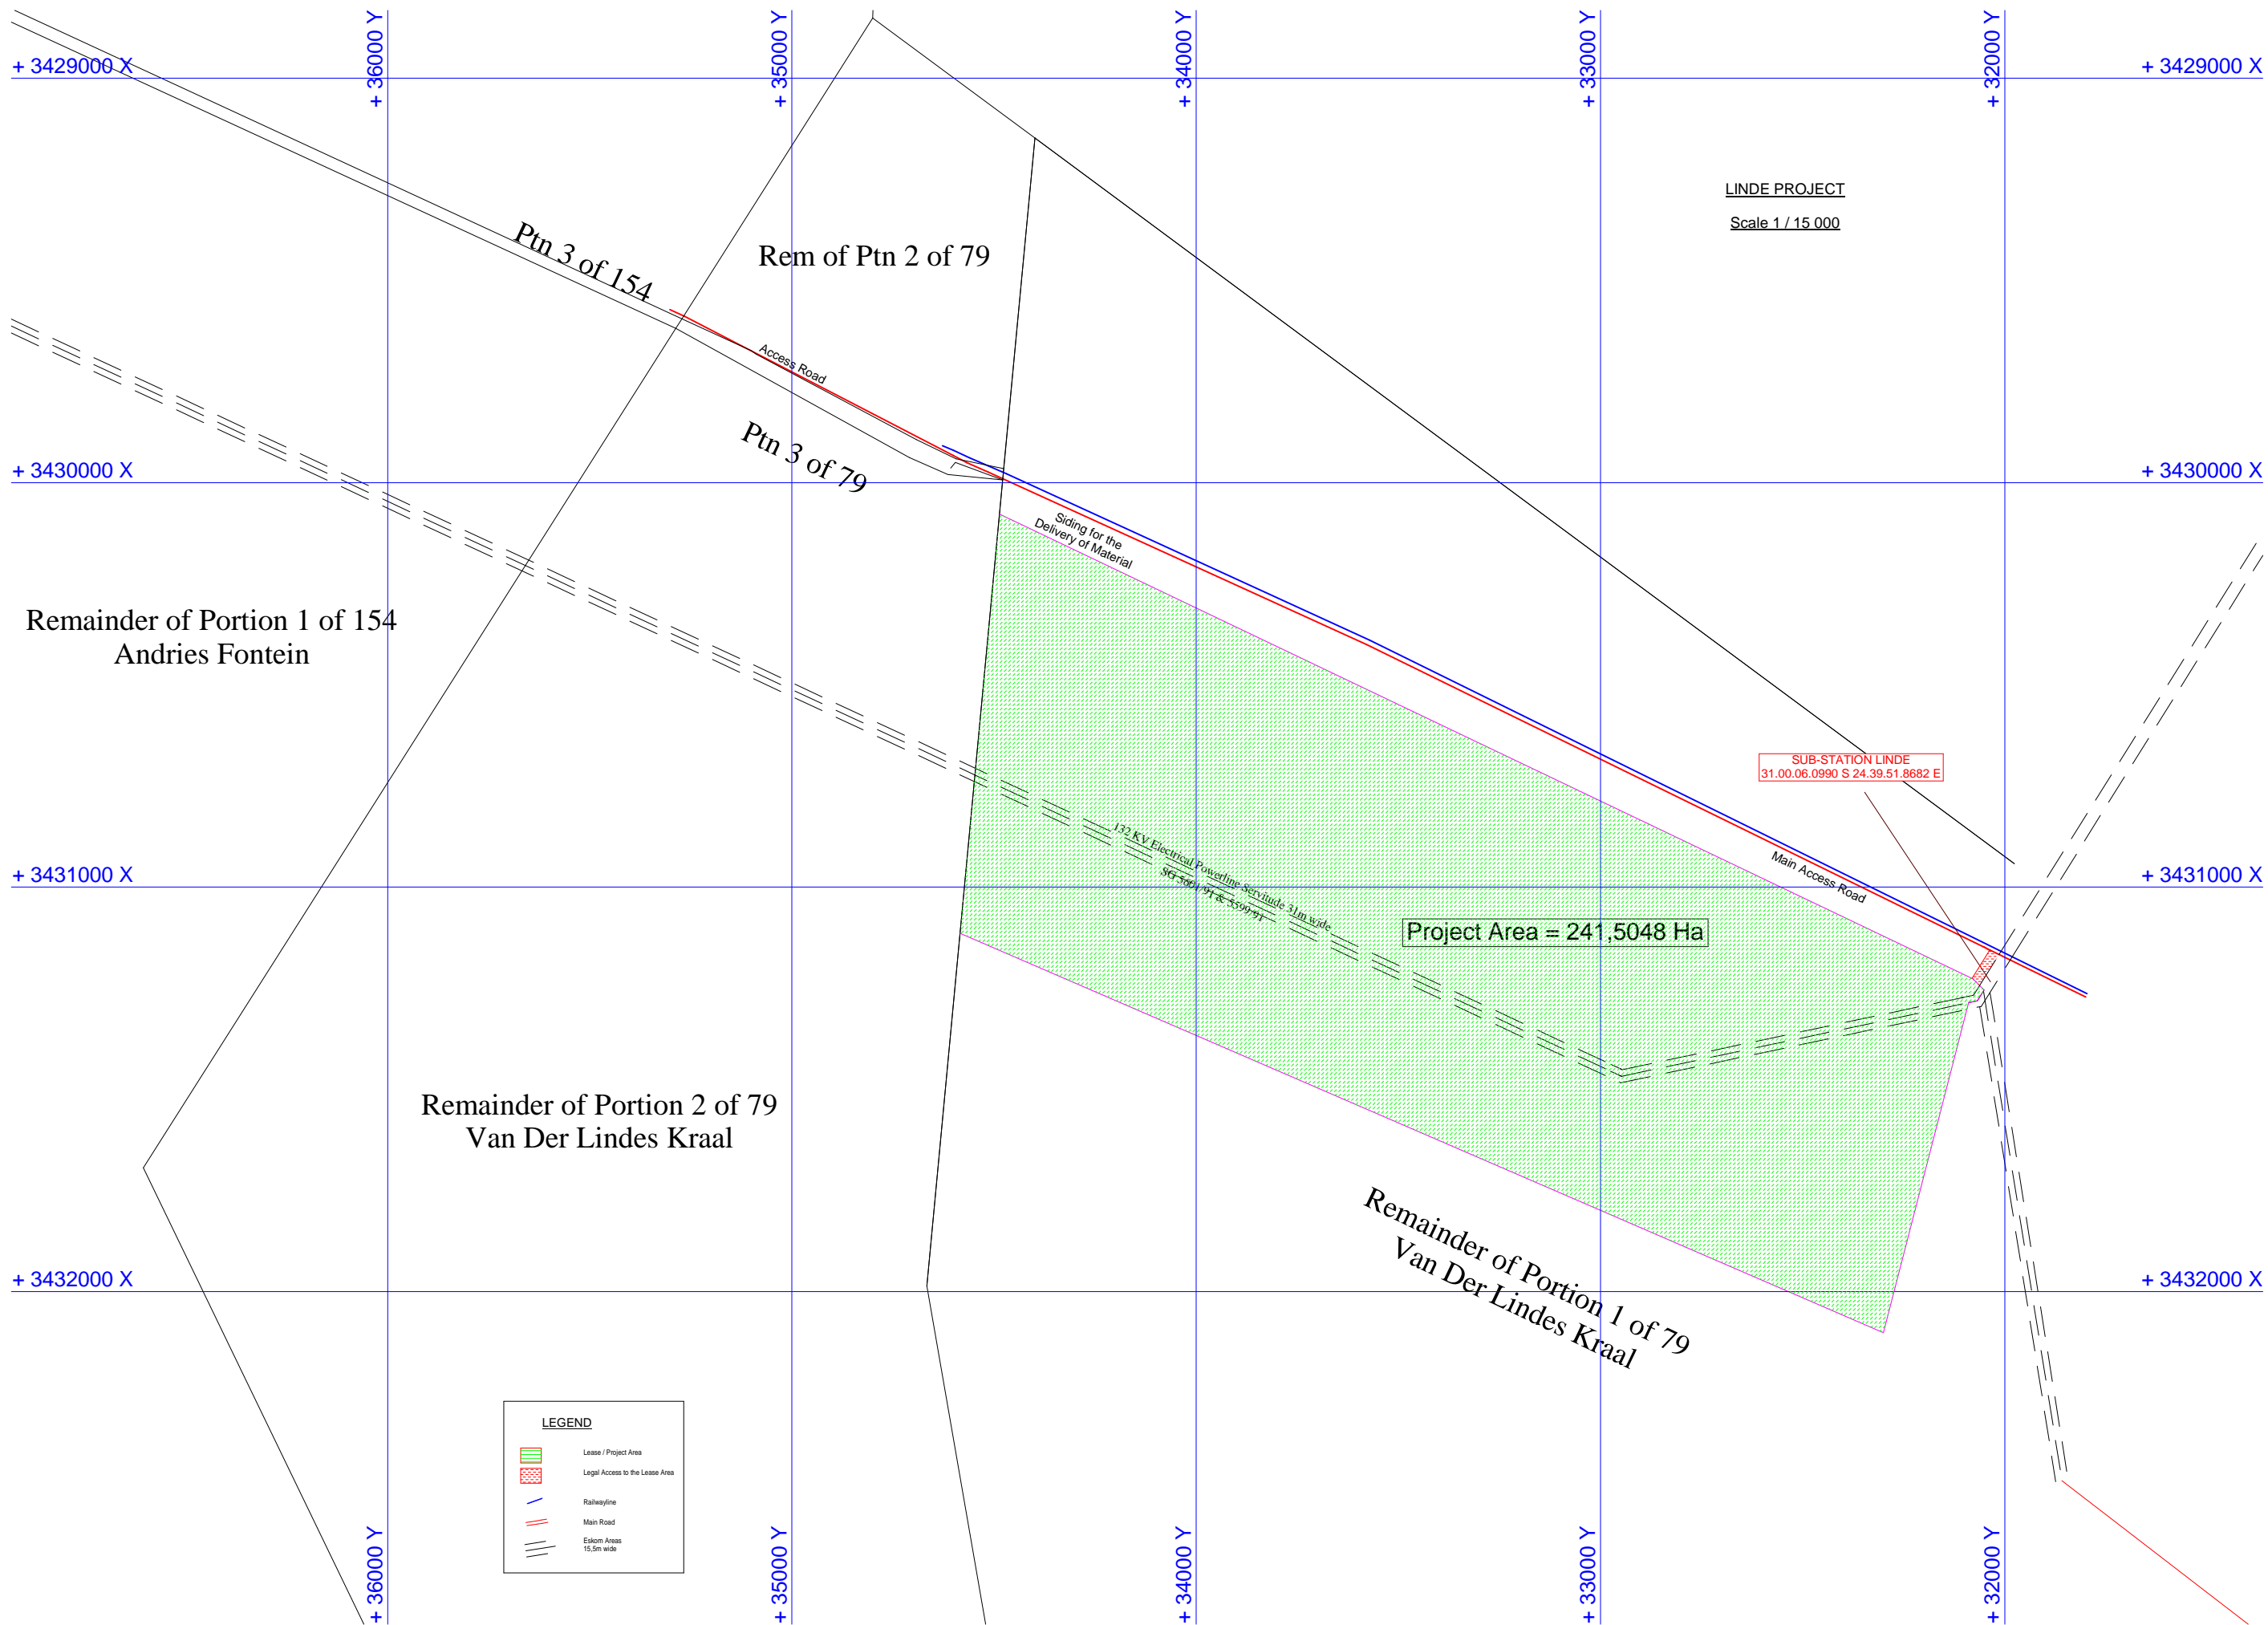 + 36000 Y
+ 35000 Y
+ 34000 Y
+ 33000 Y
+ 32000 Y
+ 3429000 X
+ 3429000 X
LINDE PROJECT
Scale 1 / 15 000
Ptn 3 of 154
Rem of Ptn 2 of 79
Access Road
Ptn 3 of 79
+ 3430000 X
+ 3430000 X
Siding for the
Delivery of Material
Remainder of Portion 1 of 154
Andries Fontein
SUB-STATION LINDE
31.00.06.0990 S 24.39.51.8682 E
132 KV Electrical Powerline Servitude 31m wide
& 5599/91
Main Access Road
+ 3431000 X
+ 3431000 X
Project Area = 241,5048 Ha
Remainder of Portion 2 of 79
Van Der Lindes Kraal
Remainder of Portion 1 of 79
Van Der Lindes Kraal
+ 3432000 X
+ 3432000 X
LEGEND
Lease / Project Area
Legal Access to the Lease Area
Railwayline
Main Road
Eskom Areas
15,5m wide
+ 36000 Y
+ 35000 Y
+ 34000 Y
+ 33000 Y
+ 32000 Y